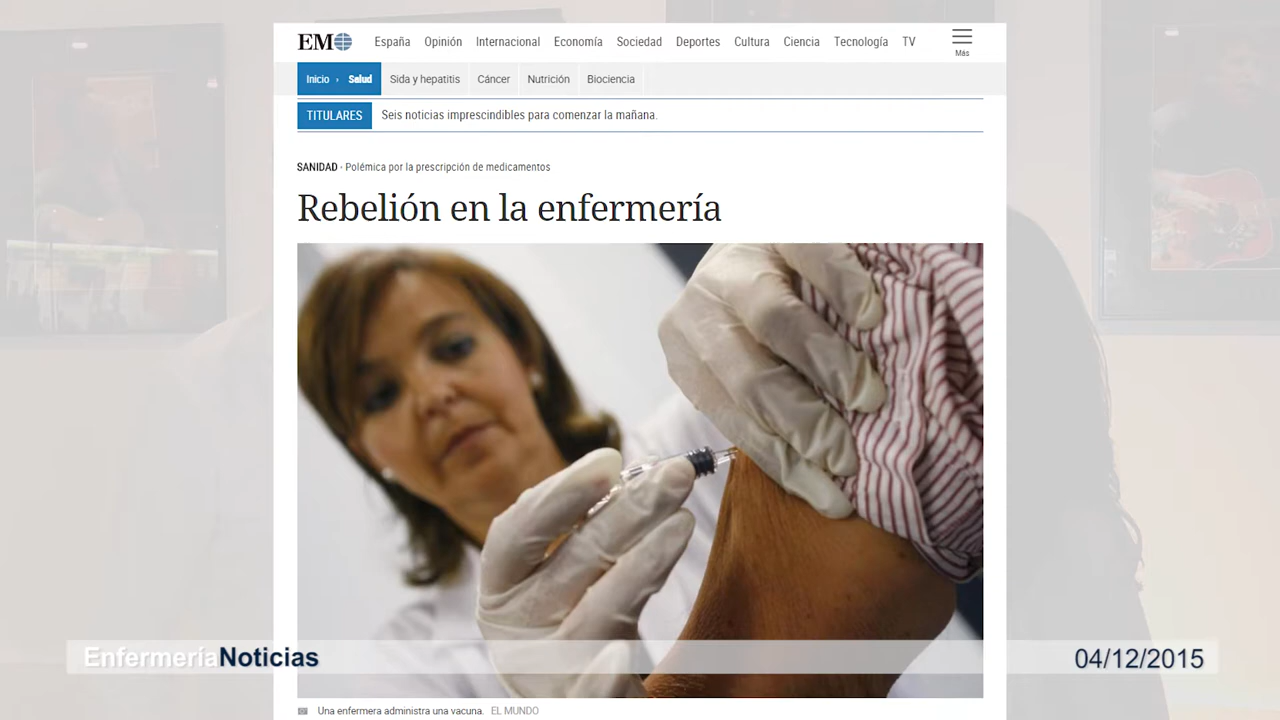 EM España Opinión Internacional Economía Sociedad Deportes Cultura Ciencia Tecnología TV
Más
Inicio › Salud Sida y hepatitis Cáncer Nutrición Biociencia
TITULARES Seis noticias imprescindibles para comenzar la mañana.
SANIDAD · Polémica por la prescripción de medicamentos
Rebelión en la enfermería
EnfermeríaNoticias 04/12/2015
Una enfermera administra una vacuna. EL MUNDO